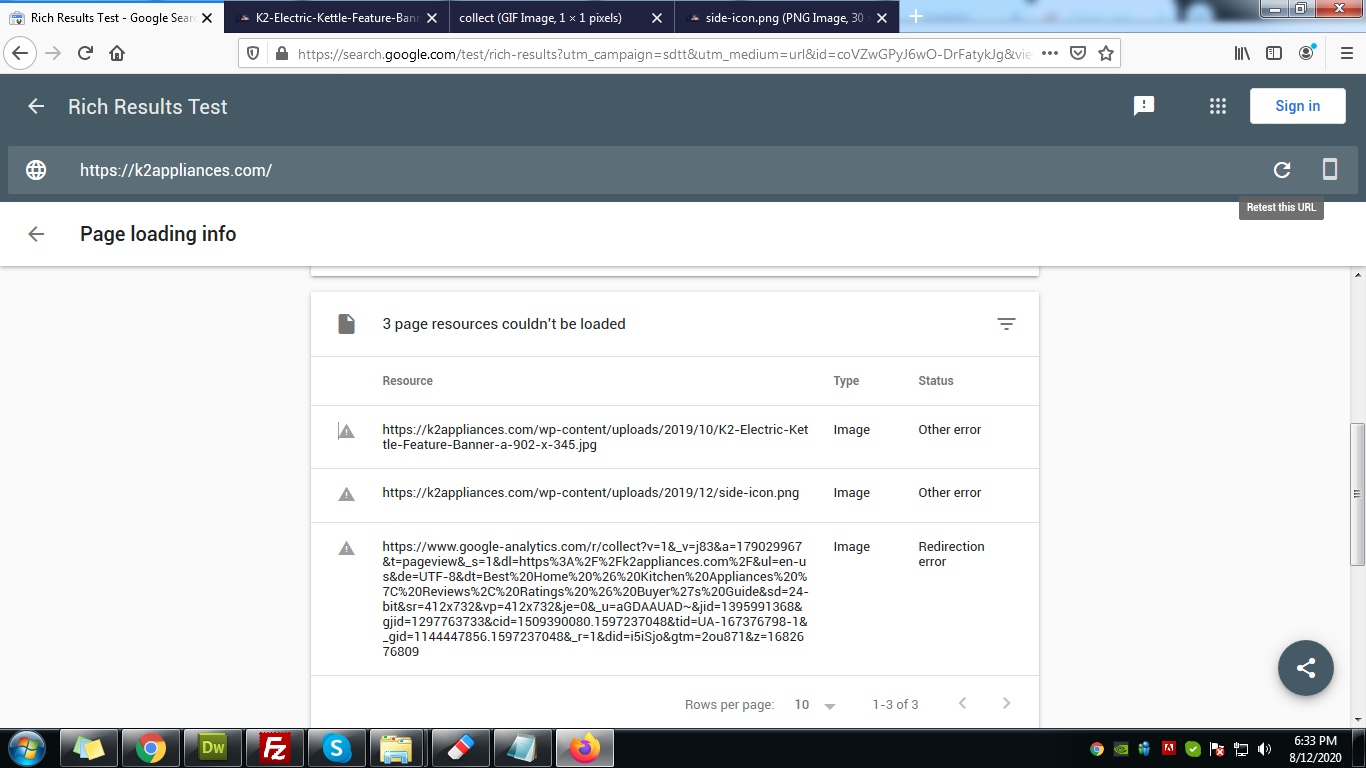 Rich Results Test - Google Sear
K2-Electric-Kettle-Feature-Bann
collect (GIF Image, 1 × 1 pixels)
side-icon.png (PNG Image, 30
https://search.google.com/test/rich-results?utm_campaign=sdtt&utm_medium=url&id=coVZwGPyJ6wO-DrFatykJg&vie
Rich Results Test
Sign in
https://k2appliances.com/
Retest this URL
Page loading info
3 page resources couldn't be loaded
Resource Type Status
https://k2appliances.com/wp-content/uploads/2019/10/K2-Electric-Ket Image Other error
tle-Feature-Banner-a-902-x-345.jpg
https://k2appliances.com/wp-content/uploads/2019/12/side-icon.png Image Other error
https://www.google-analytics.com/r/collect?v=1&_v=j83&a=179029967 Image Redirection
&t=pageview&_s=1&dl=https%3A%2F%2Fk2appliances.com%2F&ul=en-u error
s&de=UTF-8&dt=Best%20Home%20%26%20Kitchen%20Appliances%20%
7C%20Reviews%2C%20Ratings%20%26%20Buyer%27s%20Guide&sd=24-
bit&sr=412x732&vp=412x732&je=0&_u=aGDAAUAD~&jid=1395991368&
gjid=1297763733&cid=1509390080.1597237048&tid=UA-167376798-1&
_gid=1144447856.1597237048&_r=1&did=i5iSjo&gtm=2ou871&z=16826
76809
Rows per page: 10 1-3 of 3
Dw
Fz
S
6:33 PM
8/12/2020